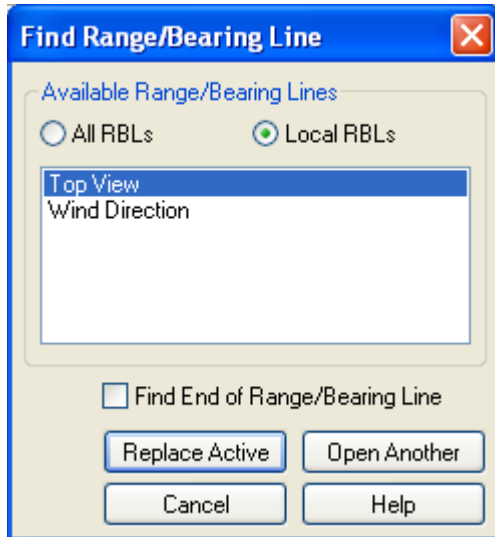 Find Range/Bearing Line
Available Range/Bearing Lines
All RBLs Local RBLs
Top View
Wind Direction
Find End of Range/Bearing Line
Replace Active Open Another
Cancel Help